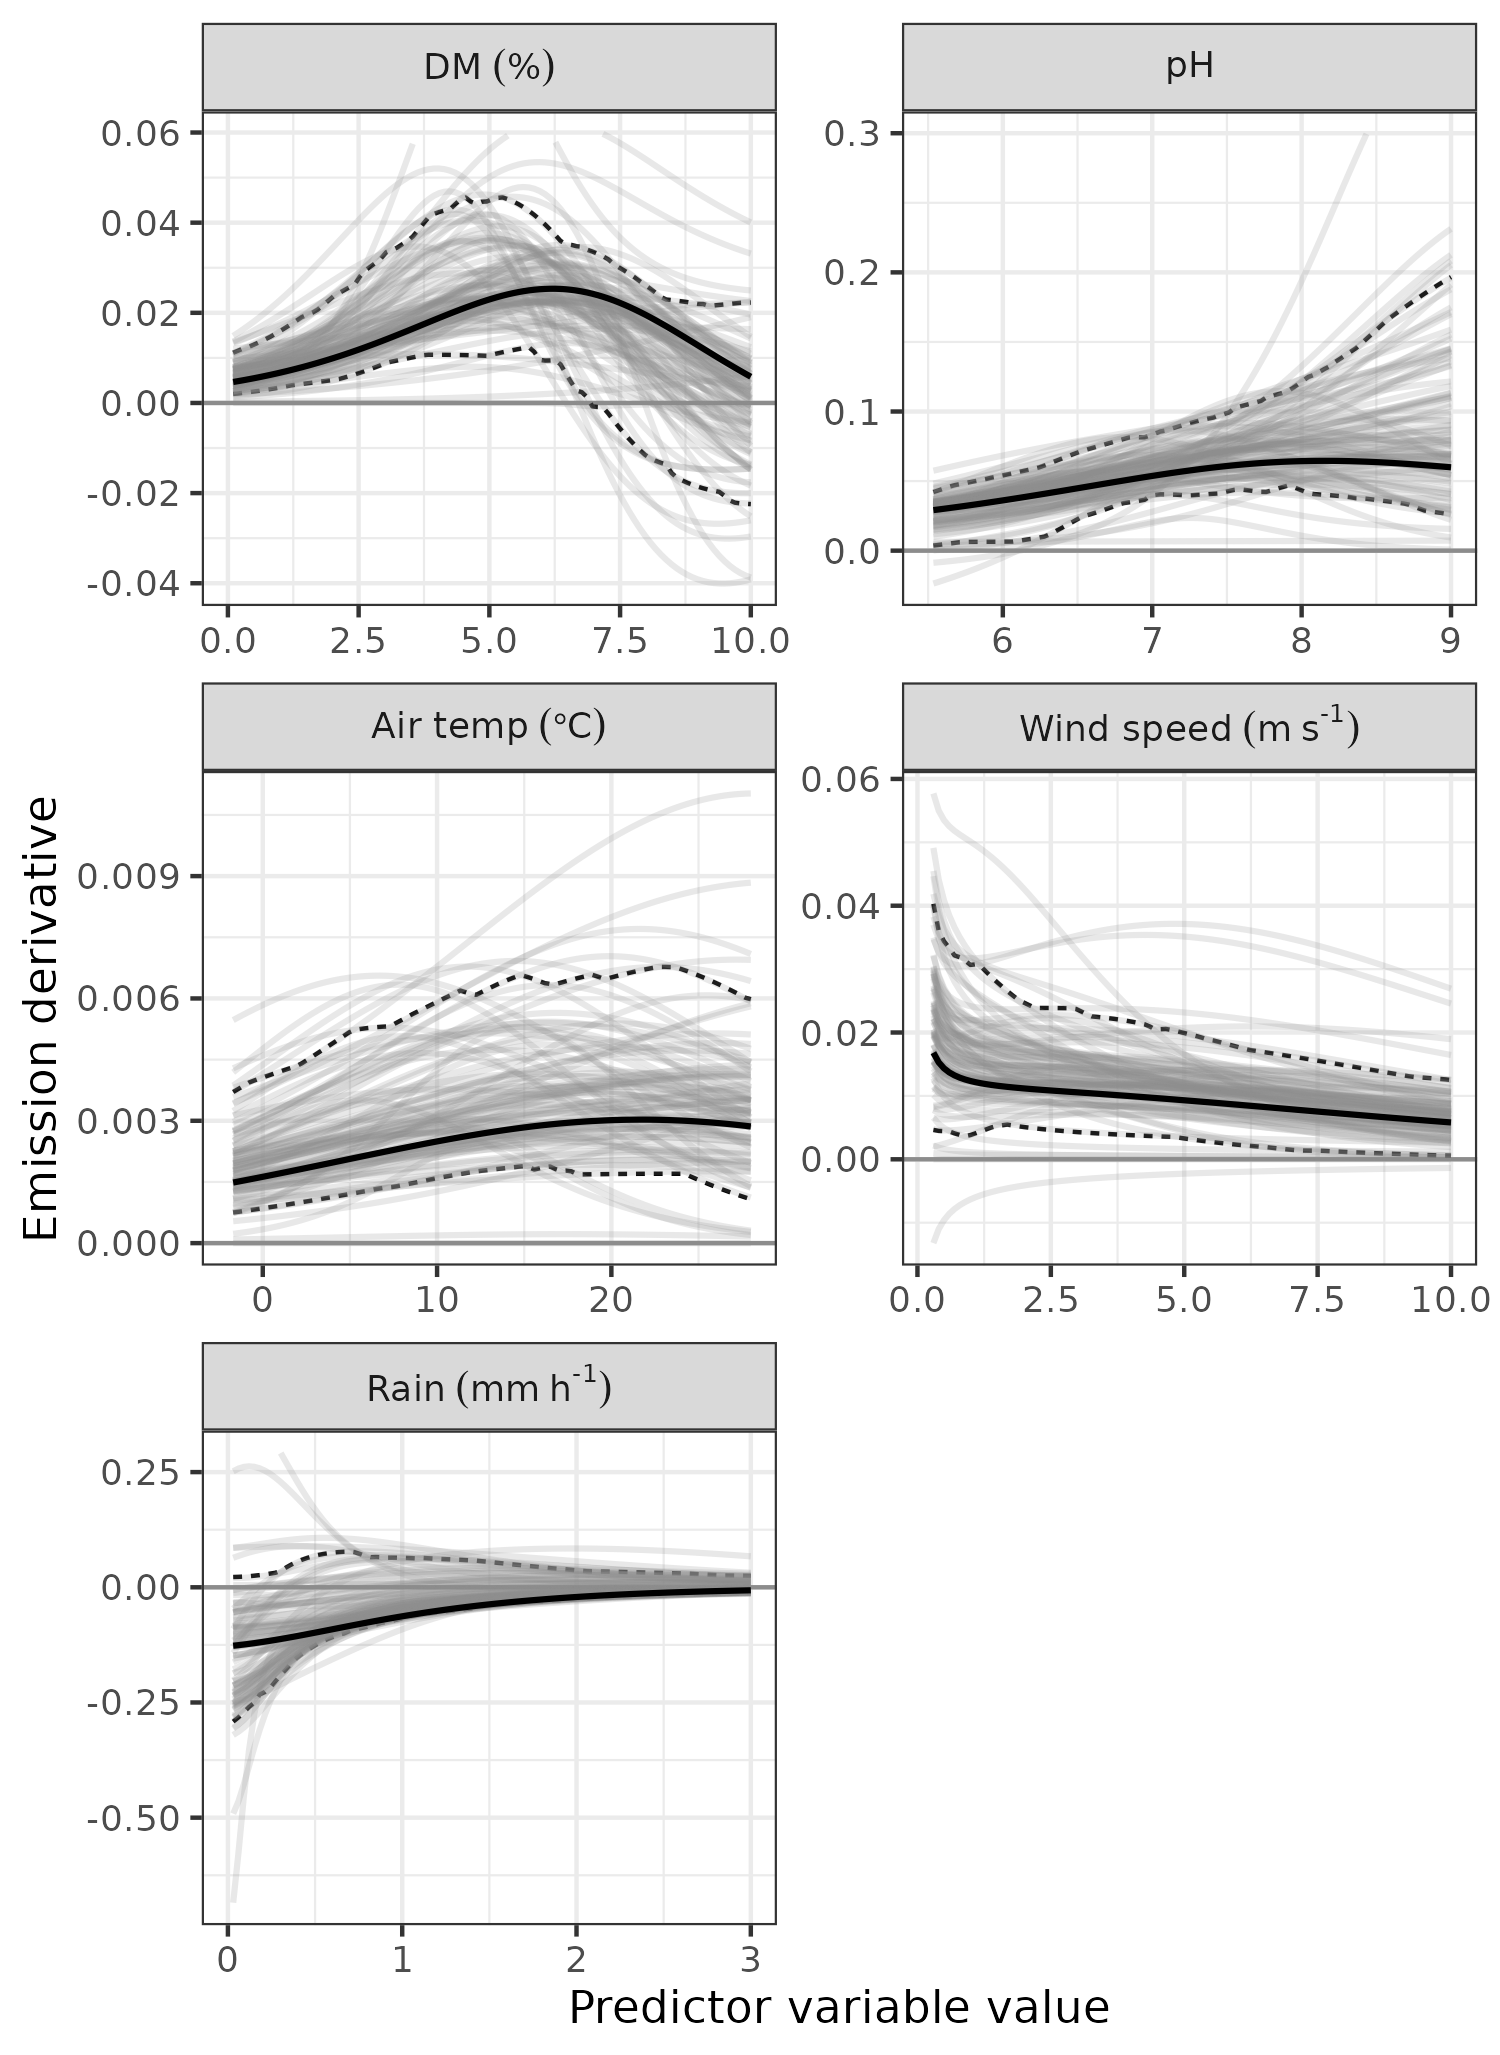 DM (%)
pH
0.06
0.04
0.02
0.00
-0.02
-0.04
0.0 2.5 5.0 7.5 10.0
0.3
0.2
0.1
0.0
6 7 8 9
Air temp (°C)
Wind speed (m s⁻¹)
Emission derivative
0.009
0.006
0.003
0.000
0 10 20
0.06
0.04
0.02
0.00
0.0 2.5 5.0 7.5 10.0
Rain (mm h⁻¹)
0.25
0.00
-0.25
-0.50
0 1 2 3
Predictor variable value